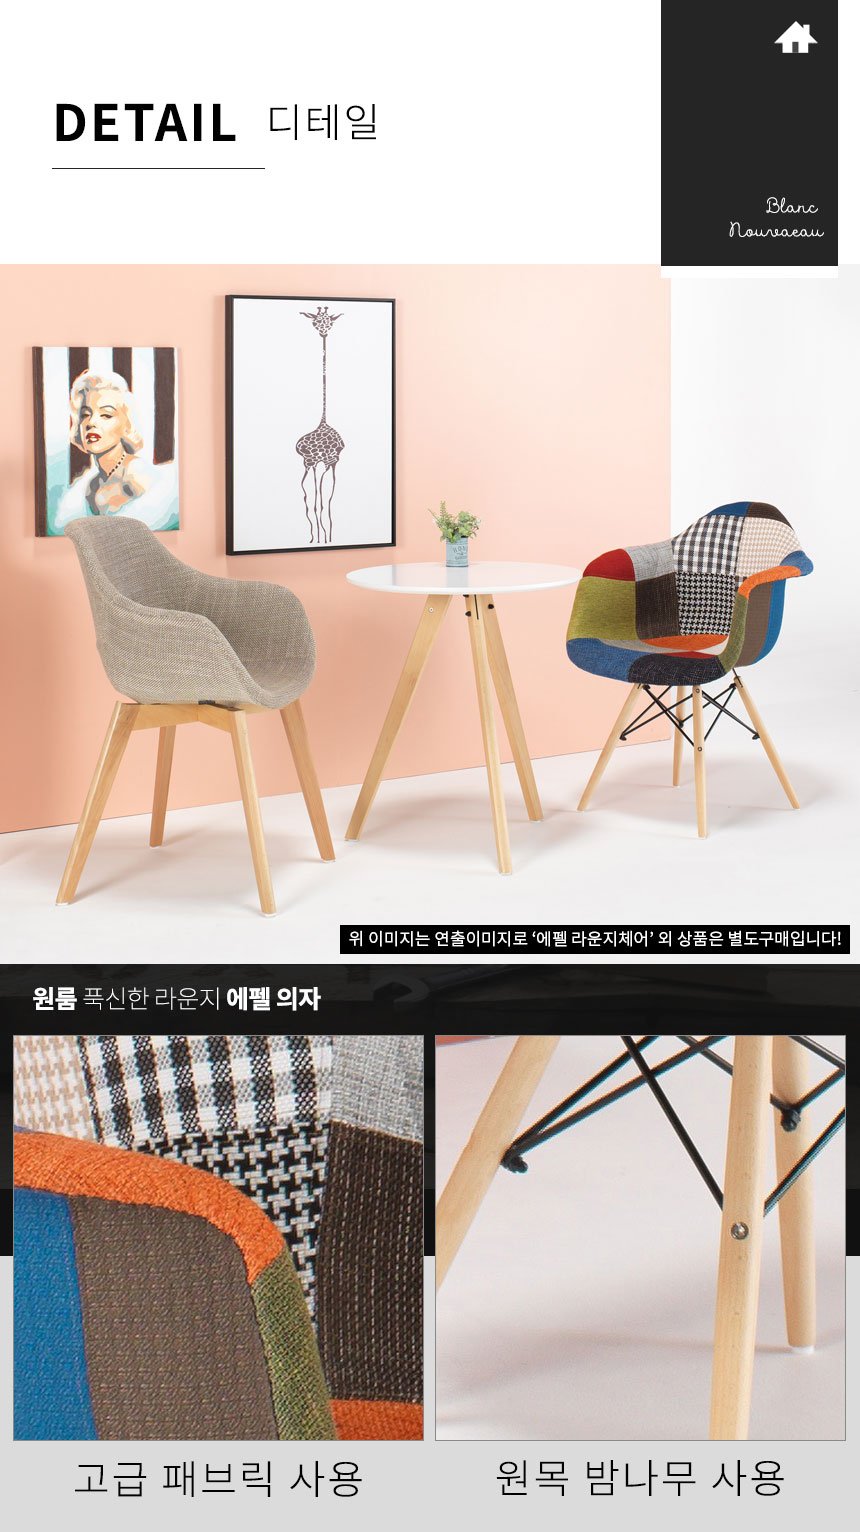 DETAIL 디테일
Blanc
Nouvaeau
위 이미지는 연출이미지로 ‘에펠 라운지체어’ 외 상품은 별도구매입니다!
원룸 푹신한 라운지 에펠 의자
고급 패브릭 사용
원목 밤나무 사용